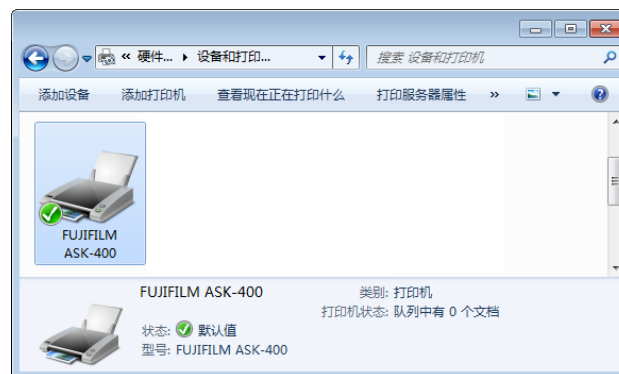 « 硬件... 设备和打印... 搜索 设备和打印机
添加设备 添加打印机 查看现在正在打印什么 打印服务器属性 »
FUJIFILM
ASK-400
FUJIFILM ASK-400 类别: 打印机
打印机状态: 队列中有 0 个文档
状态: 默认值
型号: FUJIFILM ASK-400